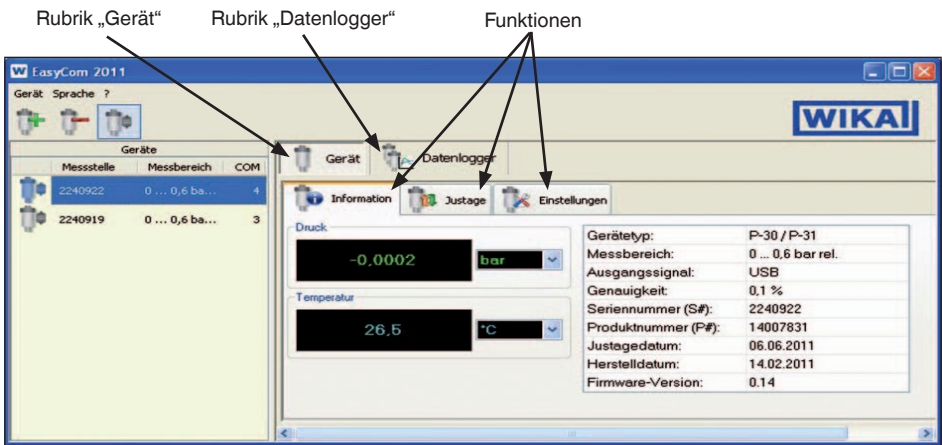 Rubrik „Gerät“ Rubrik „Datenlogger“ Funktionen
W EasyCom 2011
Gerät Sprache ?
WIKA
Geräte
Messstelle Messbereich COM
2240922 0 ... 0,6 ba... 4
2240919 0 ... 0,6 ba... 3
Gerät Datenlogger
Information Justage Einstellungen
Druck
-0,0002 bar
Temperatur
26,5 °C
Gerätetyp: P-30 / P-31
Messbereich: 0 ... 0,6 bar rel.
Ausgangssignal: USB
Genauigkeit: 0,1 %
Seriennummer (S#): 2240922
Produktnummer (P#): 14007831
Justagedatum: 06.06.2011
Herstelldatum: 14.02.2011
Firmware-Version: 0.14